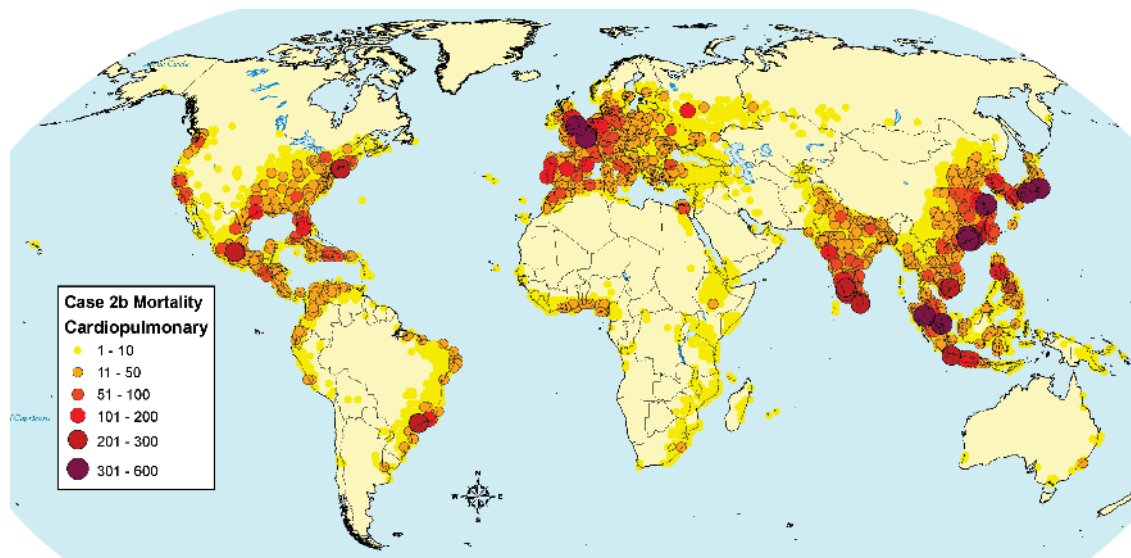 Case 2b Mortality
Cardiopulmonary
1 - 10
11 - 50
51 - 100
101 - 200
201 - 300
301 - 600
N
W E
S